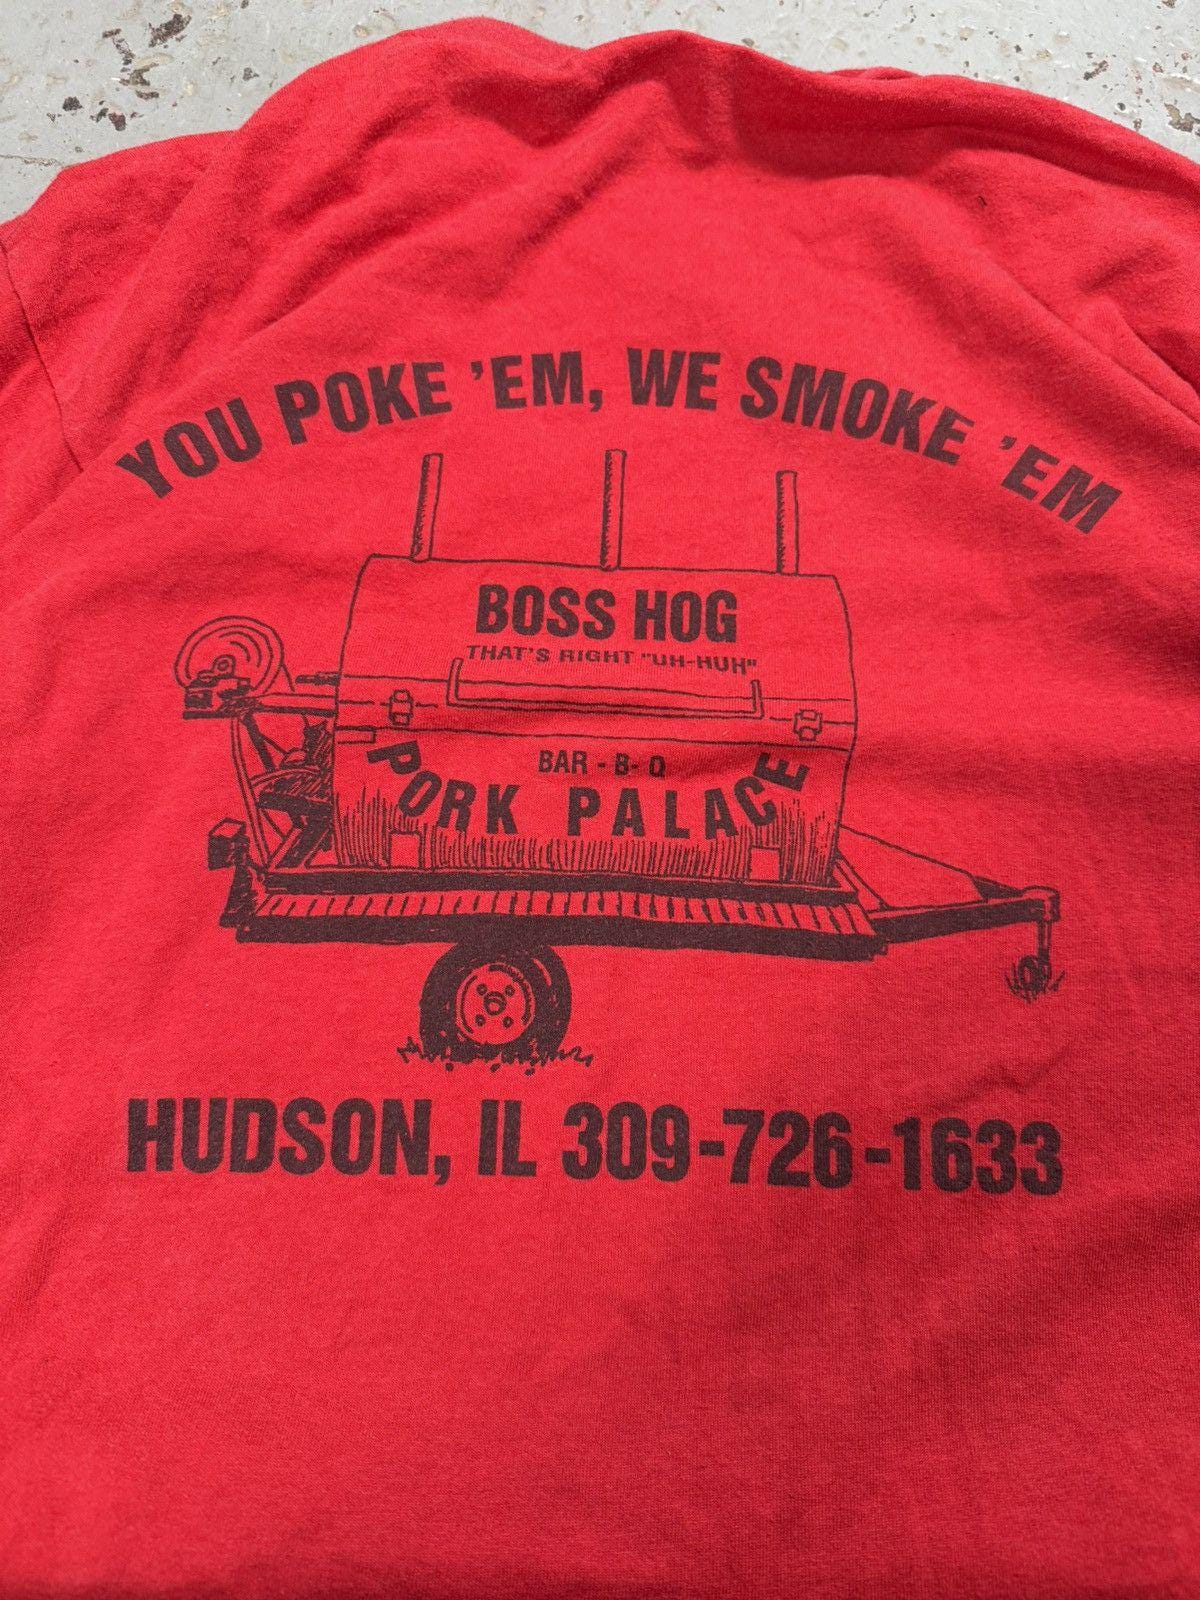 YOU POKE 'EM, WE SMOKE 'EM
BOSS HOG
THAT'S RIGHT "UH-HUH"
BAR - B- Q
PORK PALACE
HUDSON, IL 309-726-1633